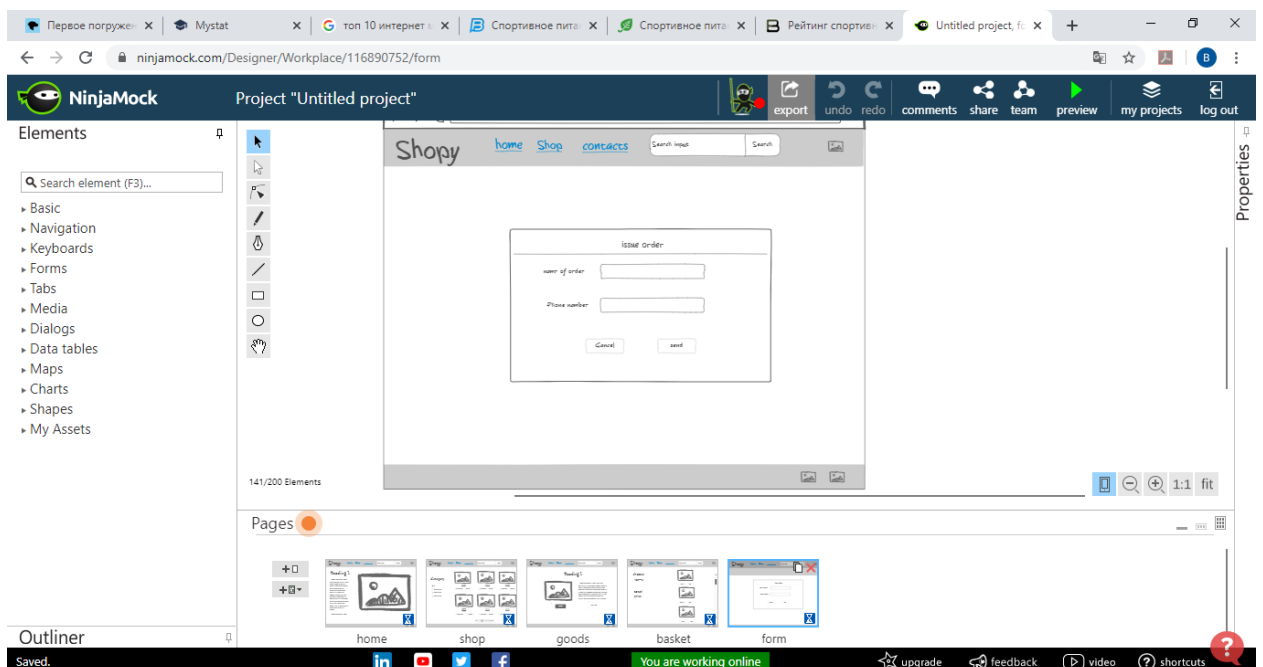 Первое погружен
Mystat
топ 10 интернет
Спортивное пита
Спортивное пита
Рейтинг спортивн
Untitled project, fo
ninjamock.com/Designer/Workplace/116890752/form
B
NinjaMock
Project "Untitled project"
export
undo
redo
comments
share
team
preview
my projects
log out
Elements
Search element (F3)...
Basic
Navigation
Keyboards
Forms
Tabs
Media
Dialogs
Data tables
Maps
Charts
Shapes
My Assets
Shopy
home
Shop
contacts
Search input
Search
issue order
name of order
Phone number
Cancel
send
Properties
141/200 Elements
1:1
fit
Pages
home
shop
goods
basket
form
Outliner
Saved.
You are working online
upgrade
feedback
video
shortcuts